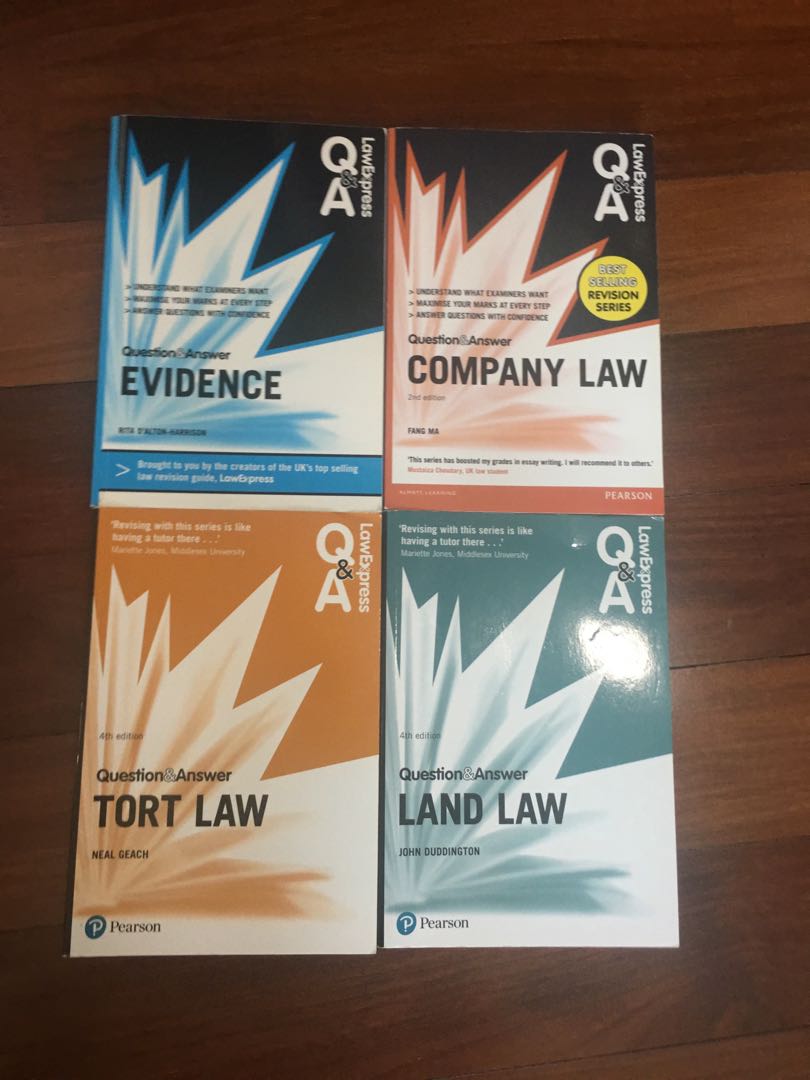 Q&A
LawExpress
> UNDERSTAND WHAT EXAMINERS WANT
> MAXIMISE YOUR MARKS AT EVERY STEP
> ANSWER QUESTIONS WITH CONFIDENCE
Question&Answer
EVIDENCE
RITA D'ALTON-HARRISON
> Brought to you by the creators of the UK's top selling
law revision guide, LawExpress
Q&A
LawExpress
BEST
SELLING
REVISION
SERIES
> UNDERSTAND WHAT EXAMINERS WANT
> MAXIMISE YOUR MARKS AT EVERY STEP
> ANSWER QUESTIONS WITH CONFIDENCE
Question&Answer
COMPANY LAW
2nd edition
FANG MA
'This series has boosted my grades in essay writing. I will recommend it to others.'
Mustaiza Choudary, UK law student
ALWAYS LEARNING
PEARSON
'Revising with this series is like
having a tutor there . . .'
Mariette Jones, Middlesex University
Q&A
LawExpress
4th edition
Question&Answer
TORT LAW
NEAL GEACH
Pearson
'Revising with this series is like
having a tutor there . . .'
Mariette Jones, Middlesex University
Q&A
LawExpress
4th edition
Question&Answer
LAND LAW
JOHN DUDDINGTON
Pearson